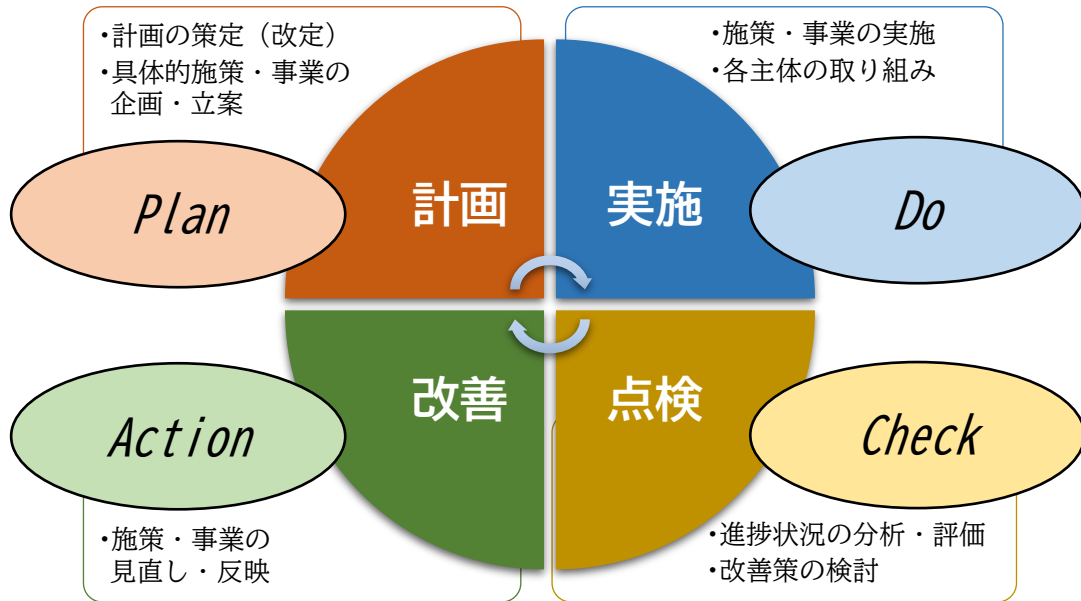 ・計画の策定（改定）
・具体的施策・事業の
企画・立案
Plan
計画
・施策・事業の実施
・各主体の取り組み
実施
Do
Action
改善
・施策・事業の
見直し・反映
点検
Check
・進捗状況の分析・評価
・改善策の検討